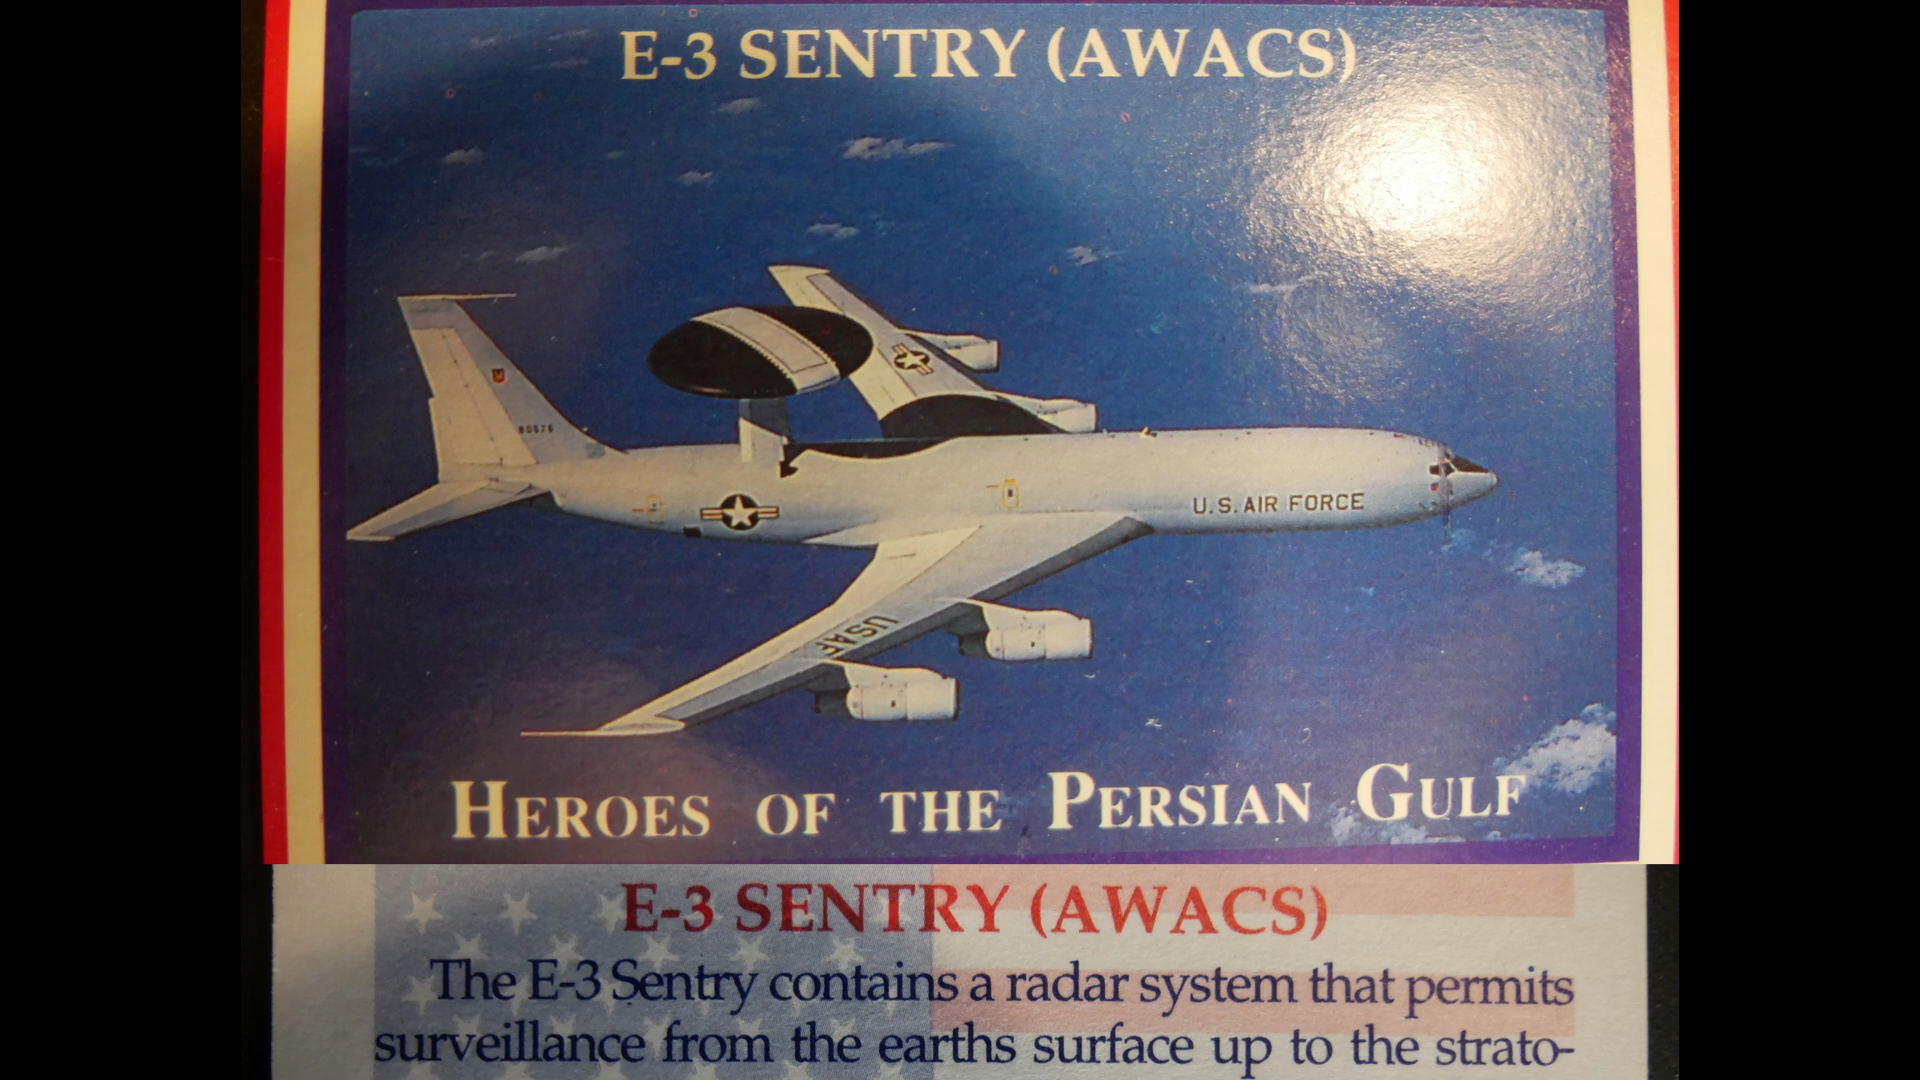 E-3 SENTRY (AWACS)
80576
U.S. AIR FORCE
USAF
HEROES OF THE PERSIAN GULF
E-3 SENTRY (AWACS)
The E-3 Sentry contains a radar system that permits
surveillance from the earths surface up to the strato-